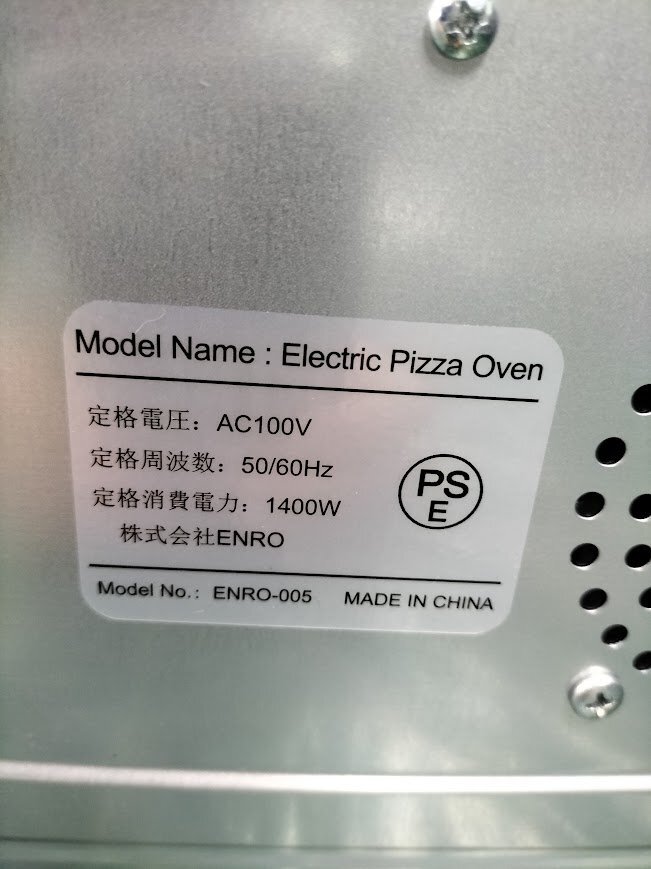 Model Name : Electric Pizza Oven
定格電圧：AC100V
定格周波数：50/60Hz
定格消費電力：1400W
株式会社ENRO
PS
E
Model No.： ENRO-005 MADE IN CHINA